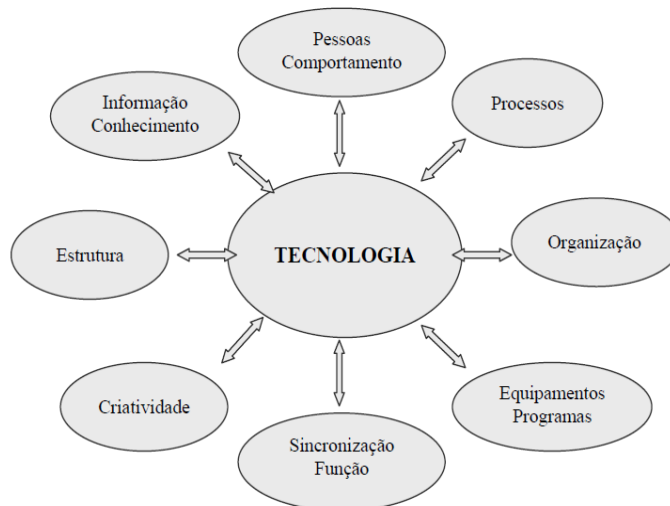 Pessoas
Comportamento
Informação
Conhecimento
Processos
Estrutura
TECNOLOGIA
Organização
Criatividade
Equipamentos
Programas
Sincronização
Função